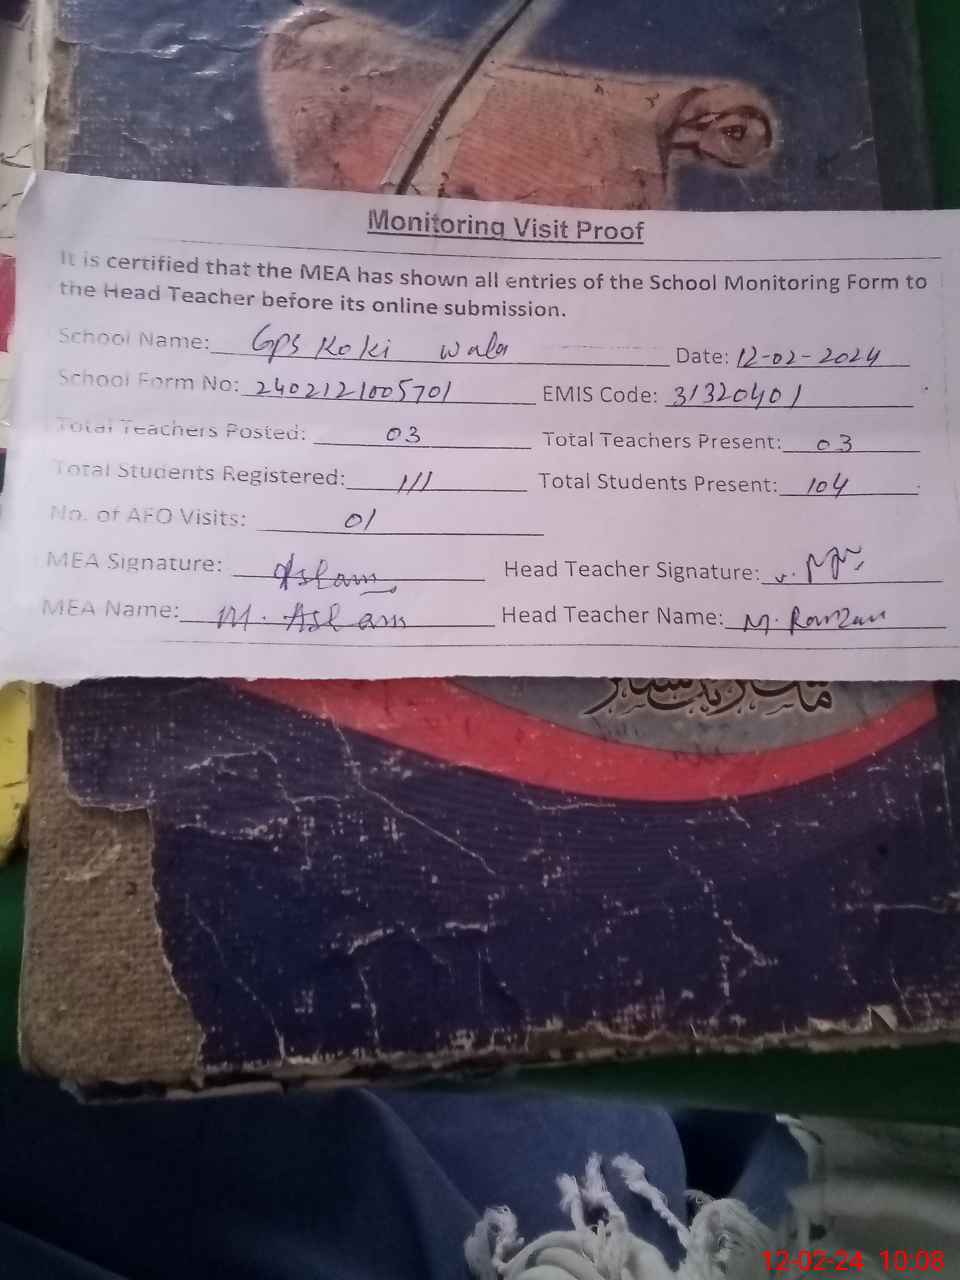 Monitoring Visit Proof
It is certified that the MEA has shown all entries of the School Monitoring Form to
the Head Teacher before its online submission.
School Name: GPS Koki wala Date: 12-02-2024
School Form No: 2402121005701 EMIS Code: 31320401
Total Teachers Posted: 03 Total Teachers Present: 03
Total Students Registered: 111 Total Students Present: 104
No. of AEO Visits: 01
MEA Signature: Aslam Head Teacher Signature:
MEA Name: M. Aslam Head Teacher Name: M. Ramzan
12-02-24 10:08